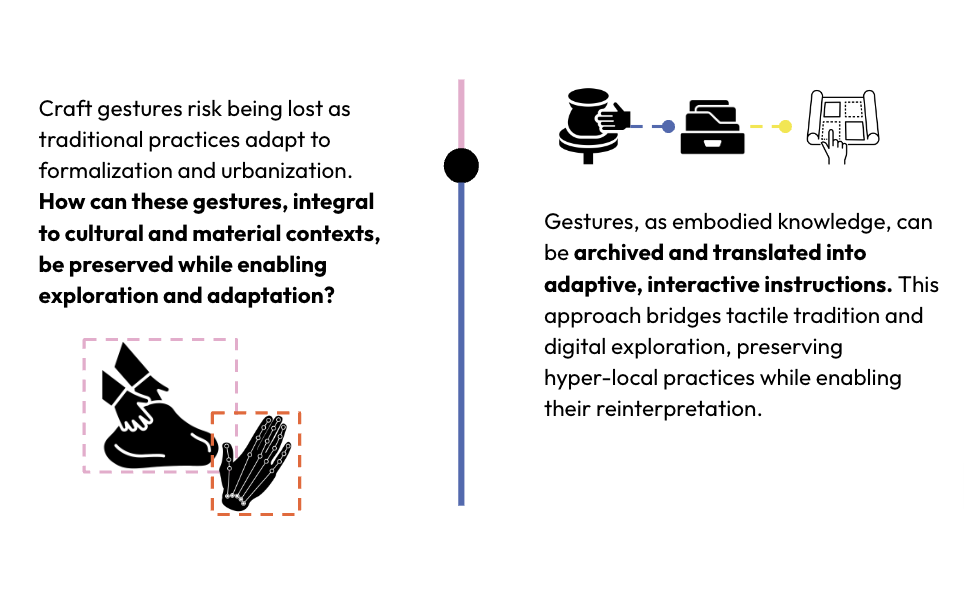 Craft gestures risk being lost as
traditional practices adapt to
formalization and urbanization.
How can these gestures, integral
to cultural and material contexts,
be preserved while enabling
exploration and adaptation?
Gestures, as embodied knowledge, can
be archived and translated into
adaptive, interactive instructions. This
approach bridges tactile tradition and
digital exploration, preserving
hyper-local practices while enabling
their reinterpretation.